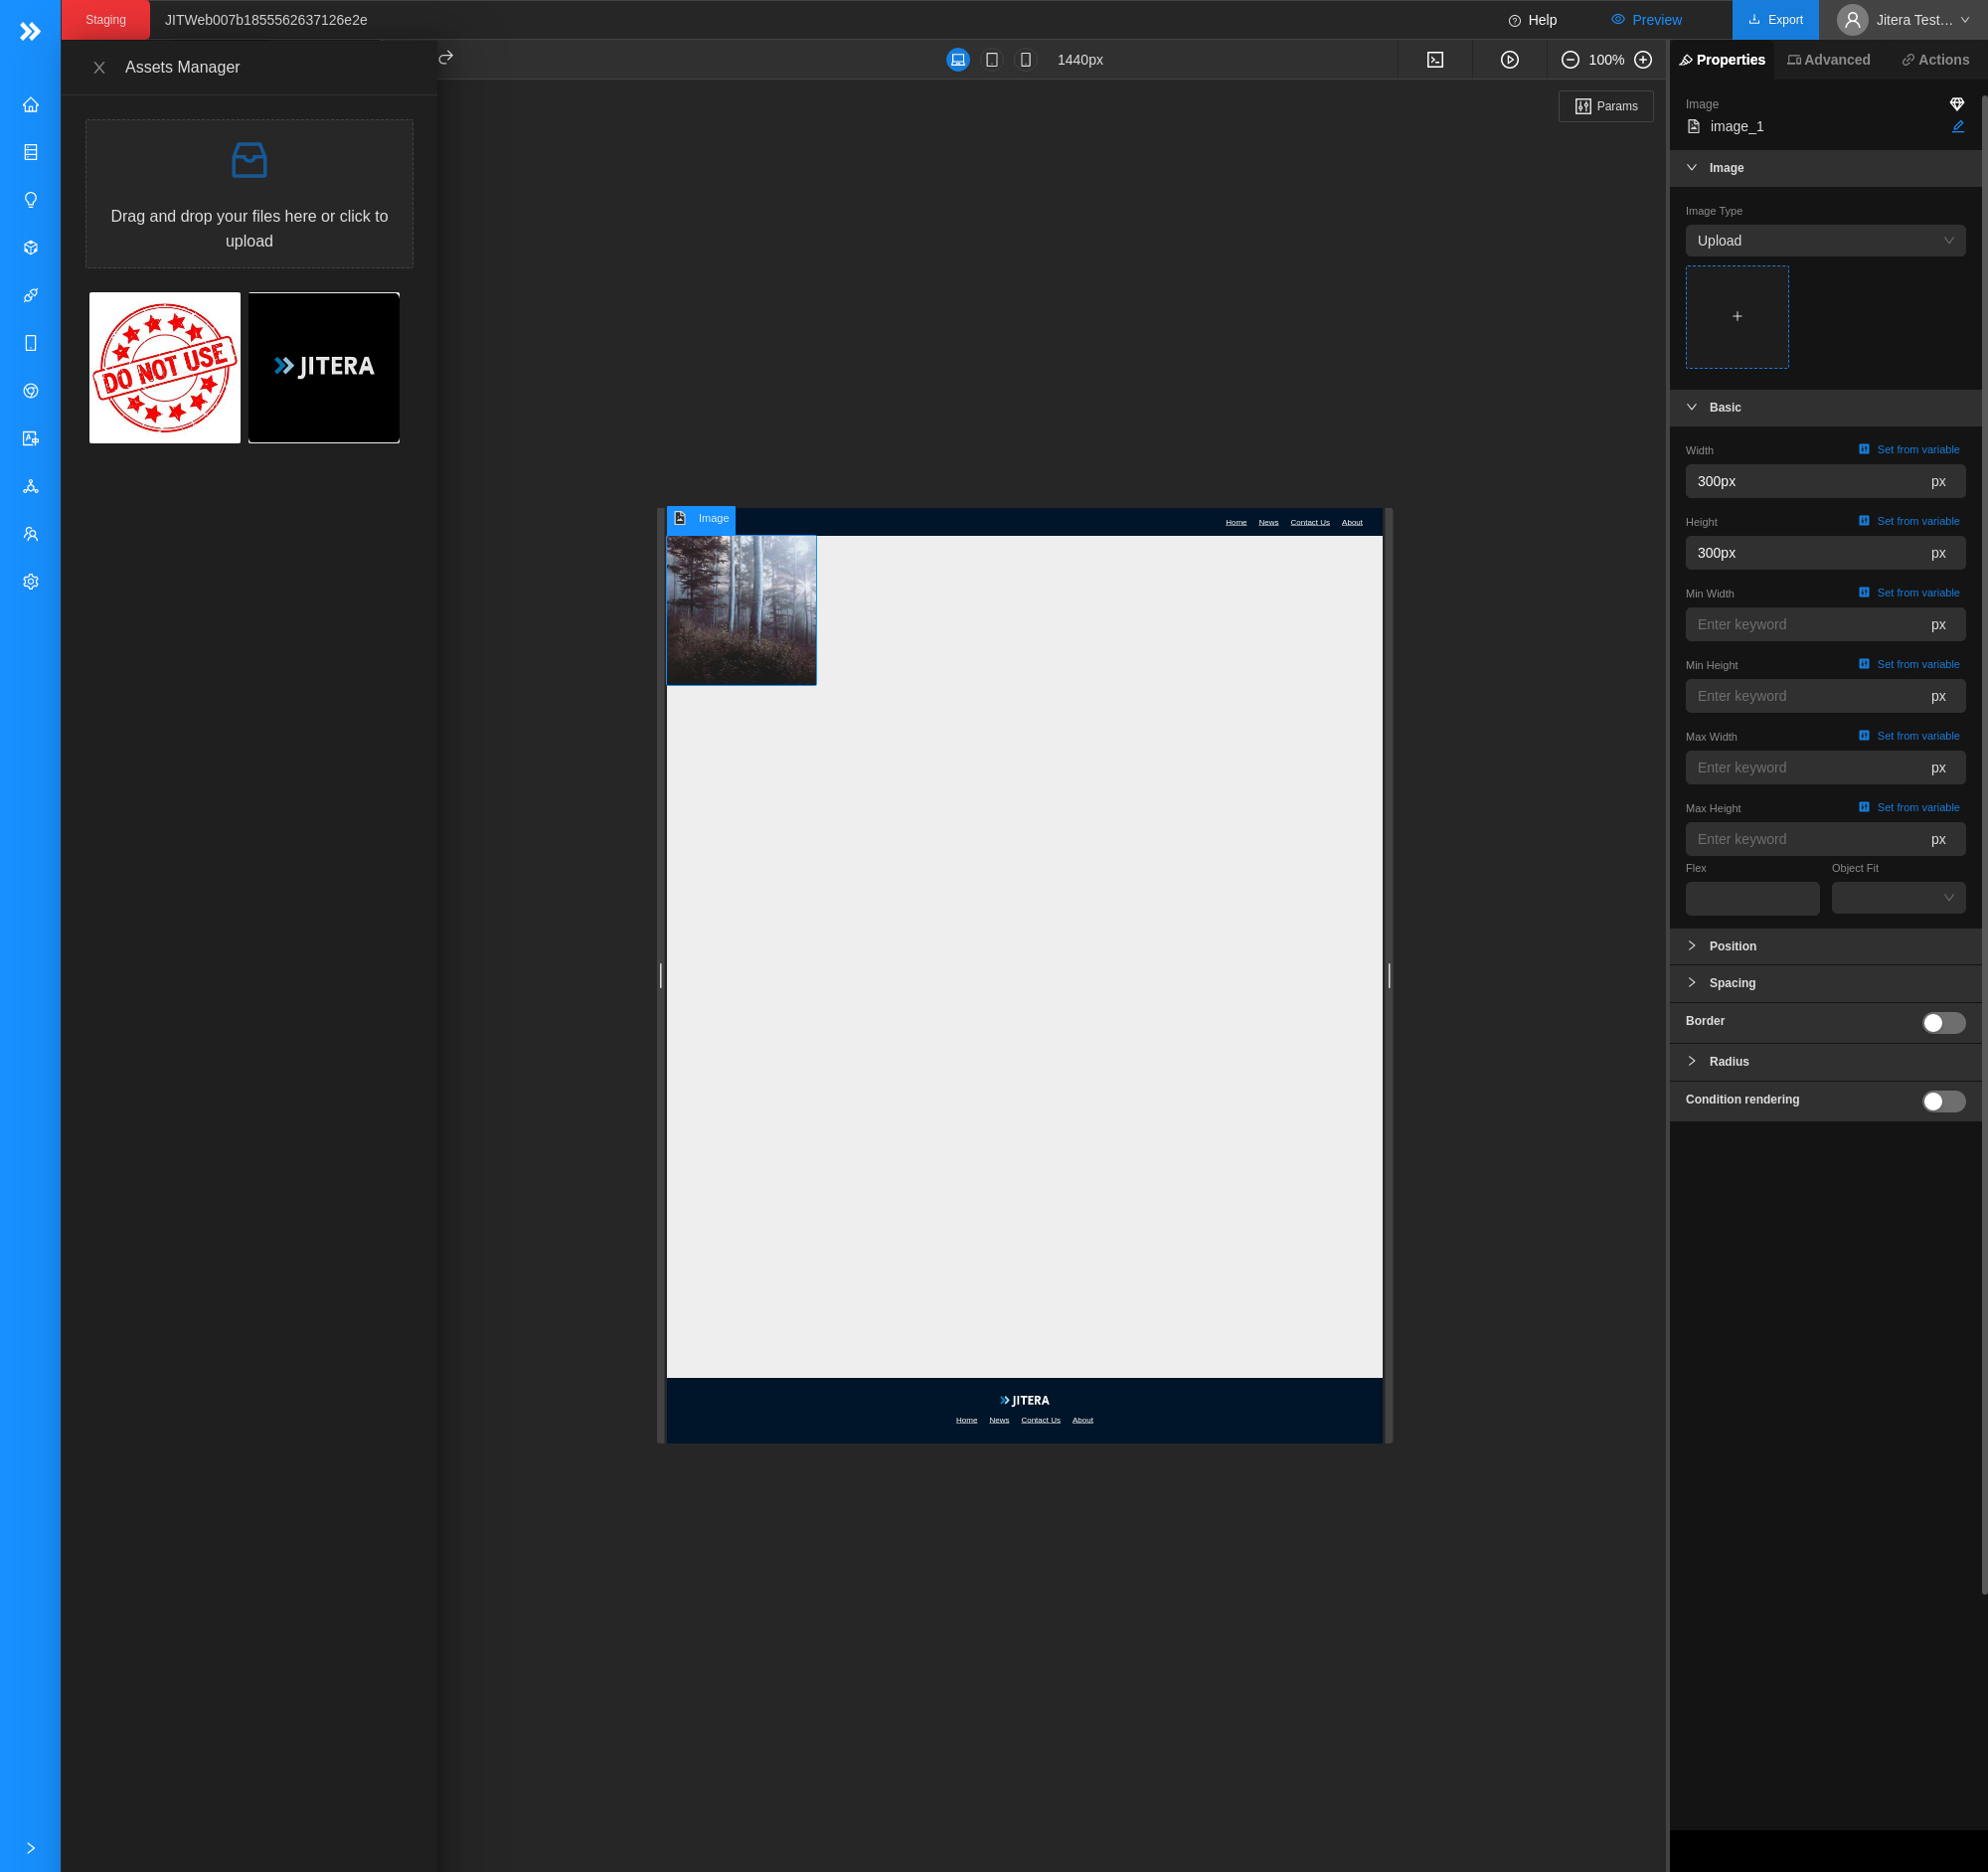 Staging
JITWeb007b1855562637126e2e
Help
Preview
Export
Jitera Test...
Assets Manager
1440px
100%
Properties
Advanced
Actions
Params
Drag and drop your files here or click to
upload
DO NOT USE
JITERA
Image
image_1
Image
Image Type
Upload
Basic
Width
Set from variable
300px
px
Height
Set from variable
300px
px
Min Width
Set from variable
Enter keyword
px
Min Height
Set from variable
Enter keyword
px
Max Width
Set from variable
Enter keyword
px
Max Height
Set from variable
Enter keyword
px
Flex
Object Fit
Position
Spacing
Border
Radius
Condition rendering
Image
Home News Contact Us About
JITERA
Home News Contact Us About